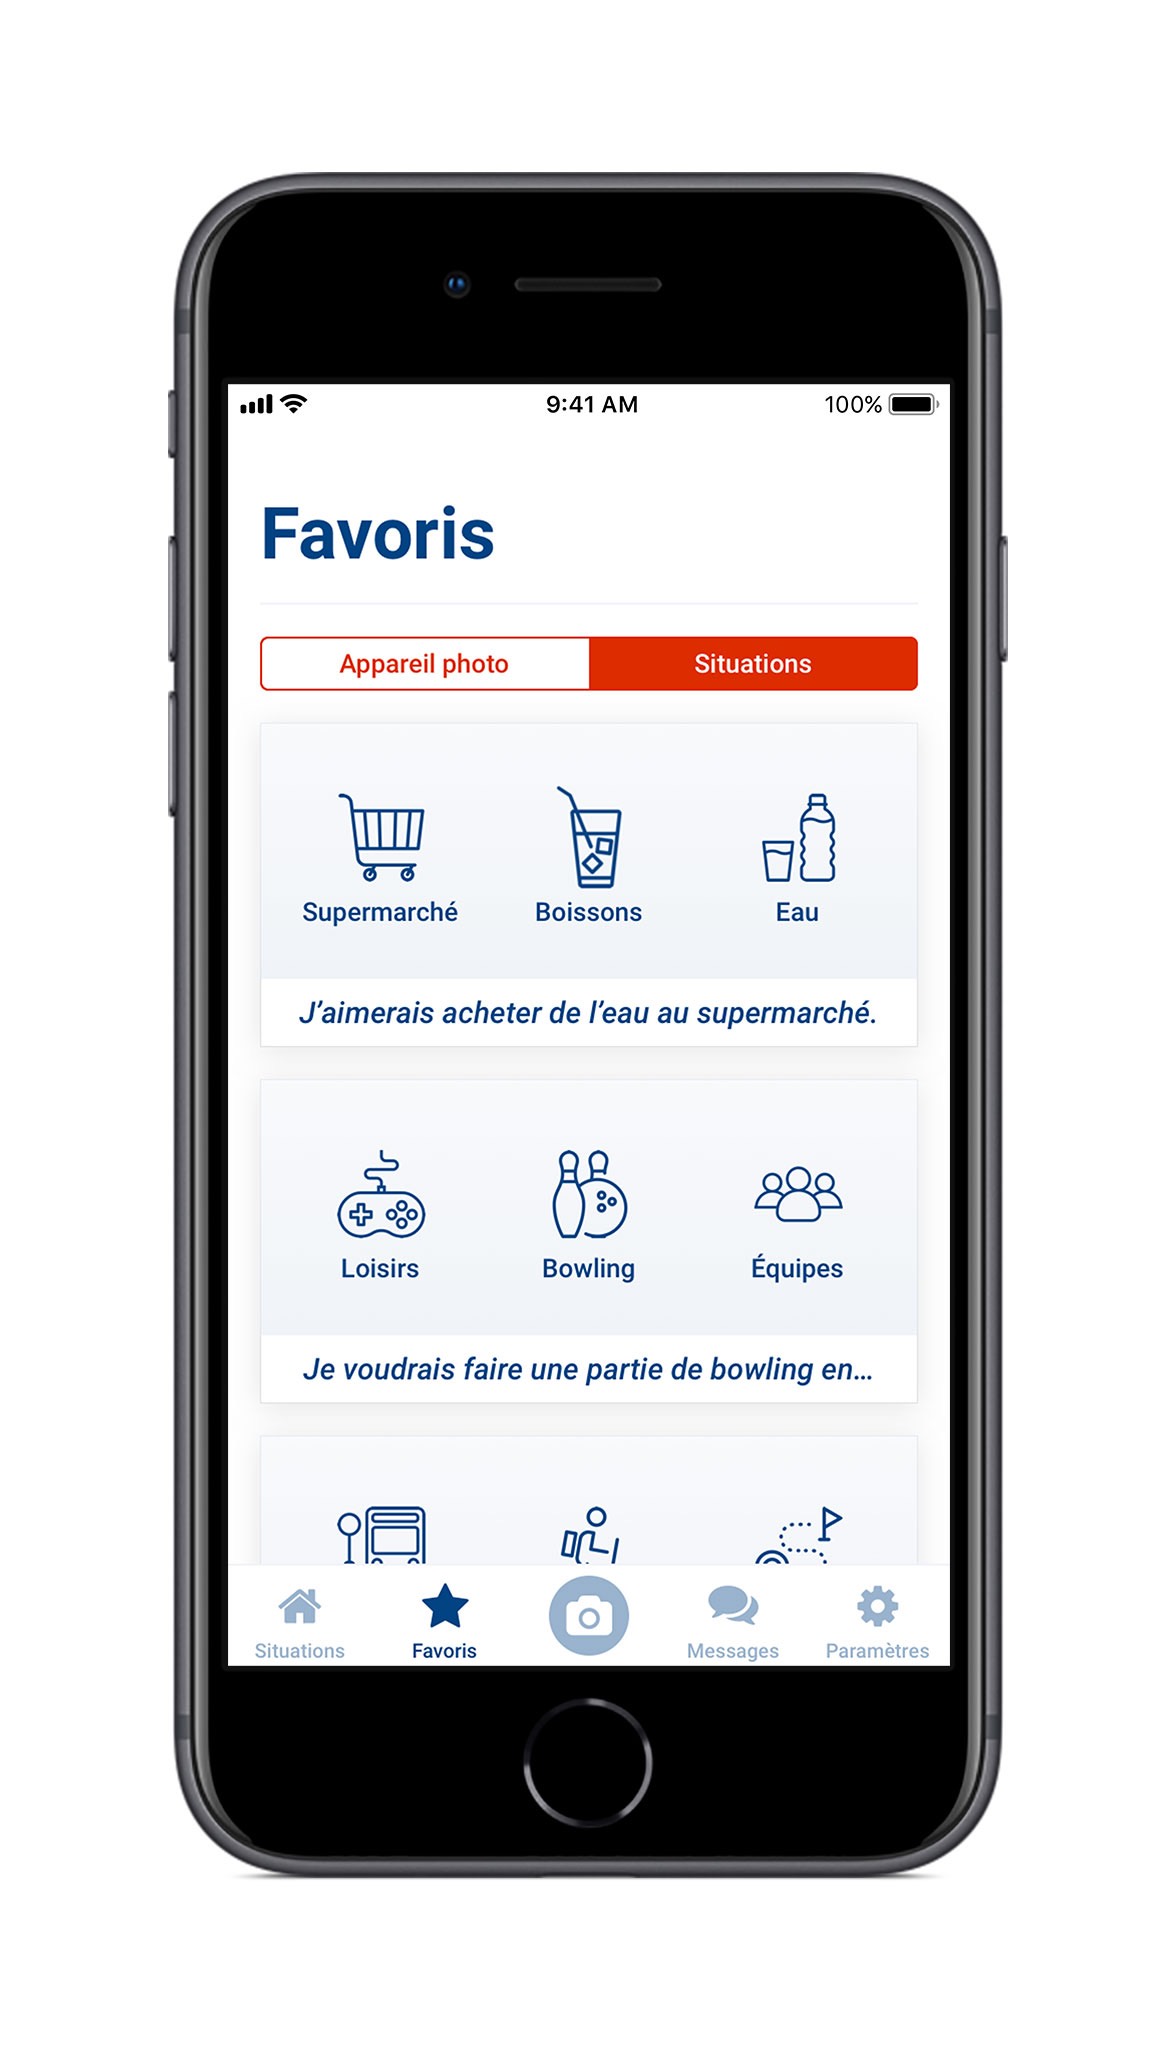 9:41 AM
100%
Favoris
Appareil photo
Situations
Supermarché
Boissons
Eau
J’aimerais acheter de l’eau au supermarché.
Loisirs
Bowling
Équipes
Je voudrais faire une partie de bowling en...
Situations
Favoris
Messages
Paramètres